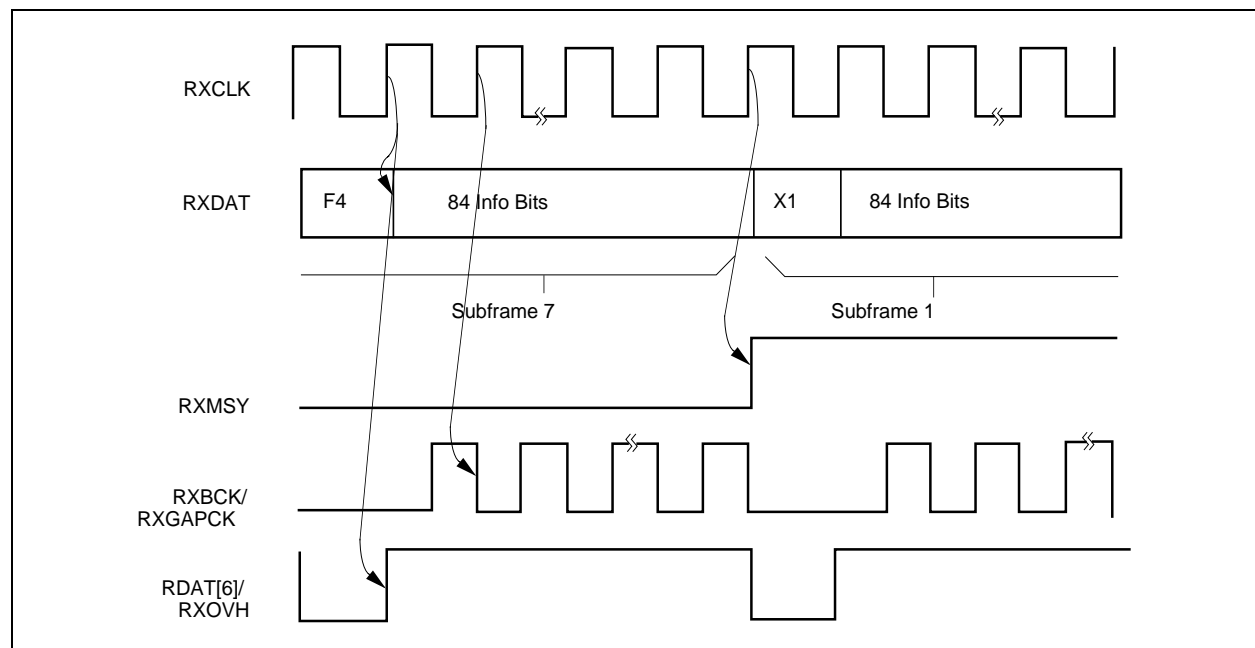 RXCLK
RXDAT
F4
84 Info Bits
X1
84 Info Bits
Subframe 7
Subframe 1
RXMSY
RXBCK/
RXGAPCK
RDAT[6]/
RXOVH